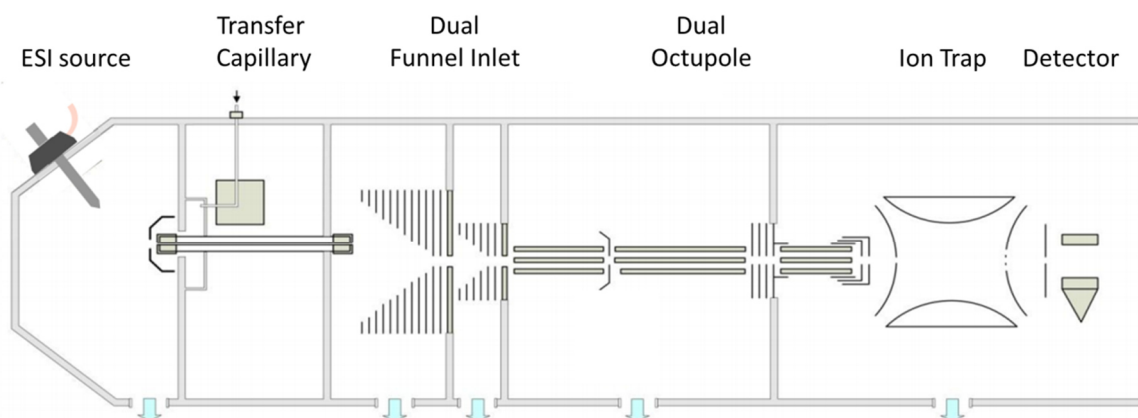 ESI source
Transfer
Capillary
Dual
Funnel Inlet
Dual
Octupole
Ion Trap
Detector